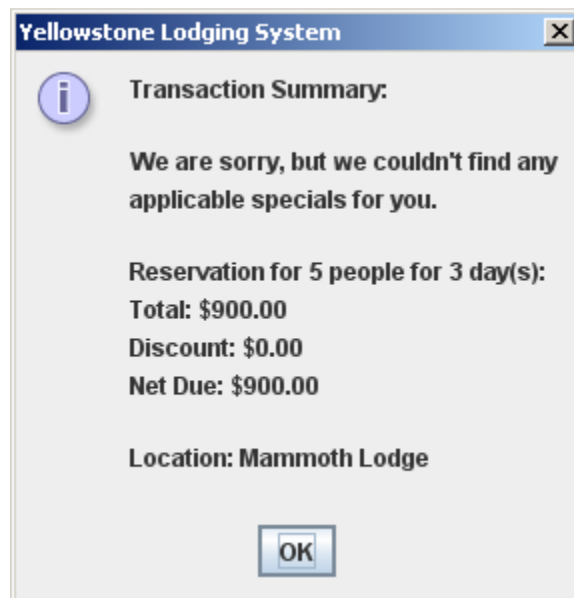 Yellowstone Lodging System
Transaction Summary:
We are sorry, but we couldn't find any
applicable specials for you.
Reservation for 5 people for 3 day(s):
Total: $900.00
Discount: $0.00
Net Due: $900.00
Location: Mammoth Lodge
OK